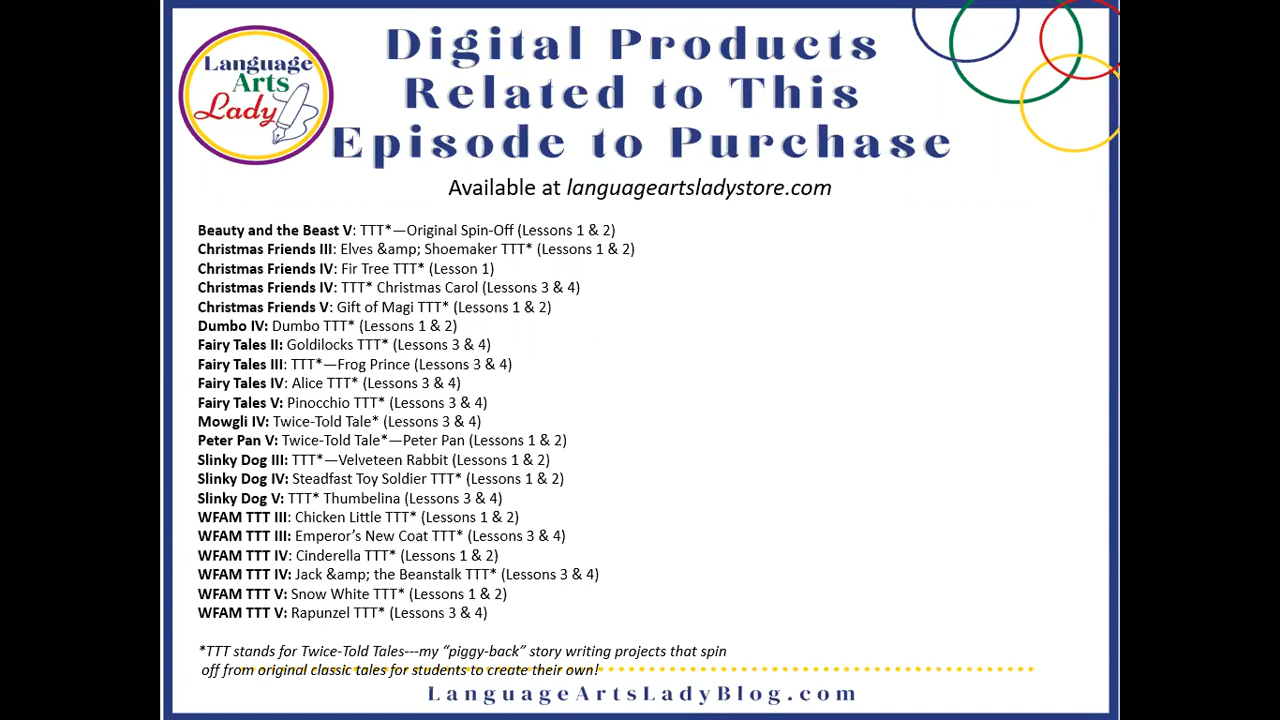 Language
Arts
Lady
Digital Products
Related to This
Episode to Purchase
Available at languageartsladystore.com
Beauty and the Beast V: TTT*—Original Spin-Off (Lessons 1 & 2)
Christmas Friends III: Elves &amp; Shoemaker TTT* (Lessons 1 & 2)
Christmas Friends IV: Fir Tree TTT* (Lesson 1)
Christmas Friends IV: TTT* Christmas Carol (Lessons 3 & 4)
Christmas Friends V: Gift of Magi TTT* (Lessons 1 & 2)
Dumbo IV: Dumbo TTT* (Lessons 1 & 2)
Fairy Tales II: Goldilocks TTT* (Lessons 3 & 4)
Fairy Tales III: TTT*—Frog Prince (Lessons 3 & 4)
Fairy Tales IV: Alice TTT* (Lessons 3 & 4)
Fairy Tales V: Pinocchio TTT* (Lessons 3 & 4)
Mowgli IV: Twice-Told Tale* (Lessons 3 & 4)
Peter Pan V: Twice-Told Tale*—Peter Pan (Lessons 1 & 2)
Slinky Dog III: TTT*—Velveteen Rabbit (Lessons 1 & 2)
Slinky Dog IV: Steadfast Toy Soldier TTT* (Lessons 1 & 2)
Slinky Dog V: TTT* Thumbelina (Lessons 3 & 4)
WFAM TTT III: Chicken Little TTT* (Lessons 1 & 2)
WFAM TTT III: Emperor’s New Coat TTT* (Lessons 3 & 4)
WFAM TTT IV: Cinderella TTT* (Lessons 1 & 2)
WFAM TTT IV: Jack &amp; the Beanstalk TTT* (Lessons 3 & 4)
WFAM TTT V: Snow White TTT* (Lessons 1 & 2)
WFAM TTT V: Rapunzel TTT* (Lessons 3 & 4)
*TTT stands for Twice-Told Tales---my “piggy-back” story writing projects that spin
off from original classic tales for students to create their own!
LanguageArtsLadyBlog.com